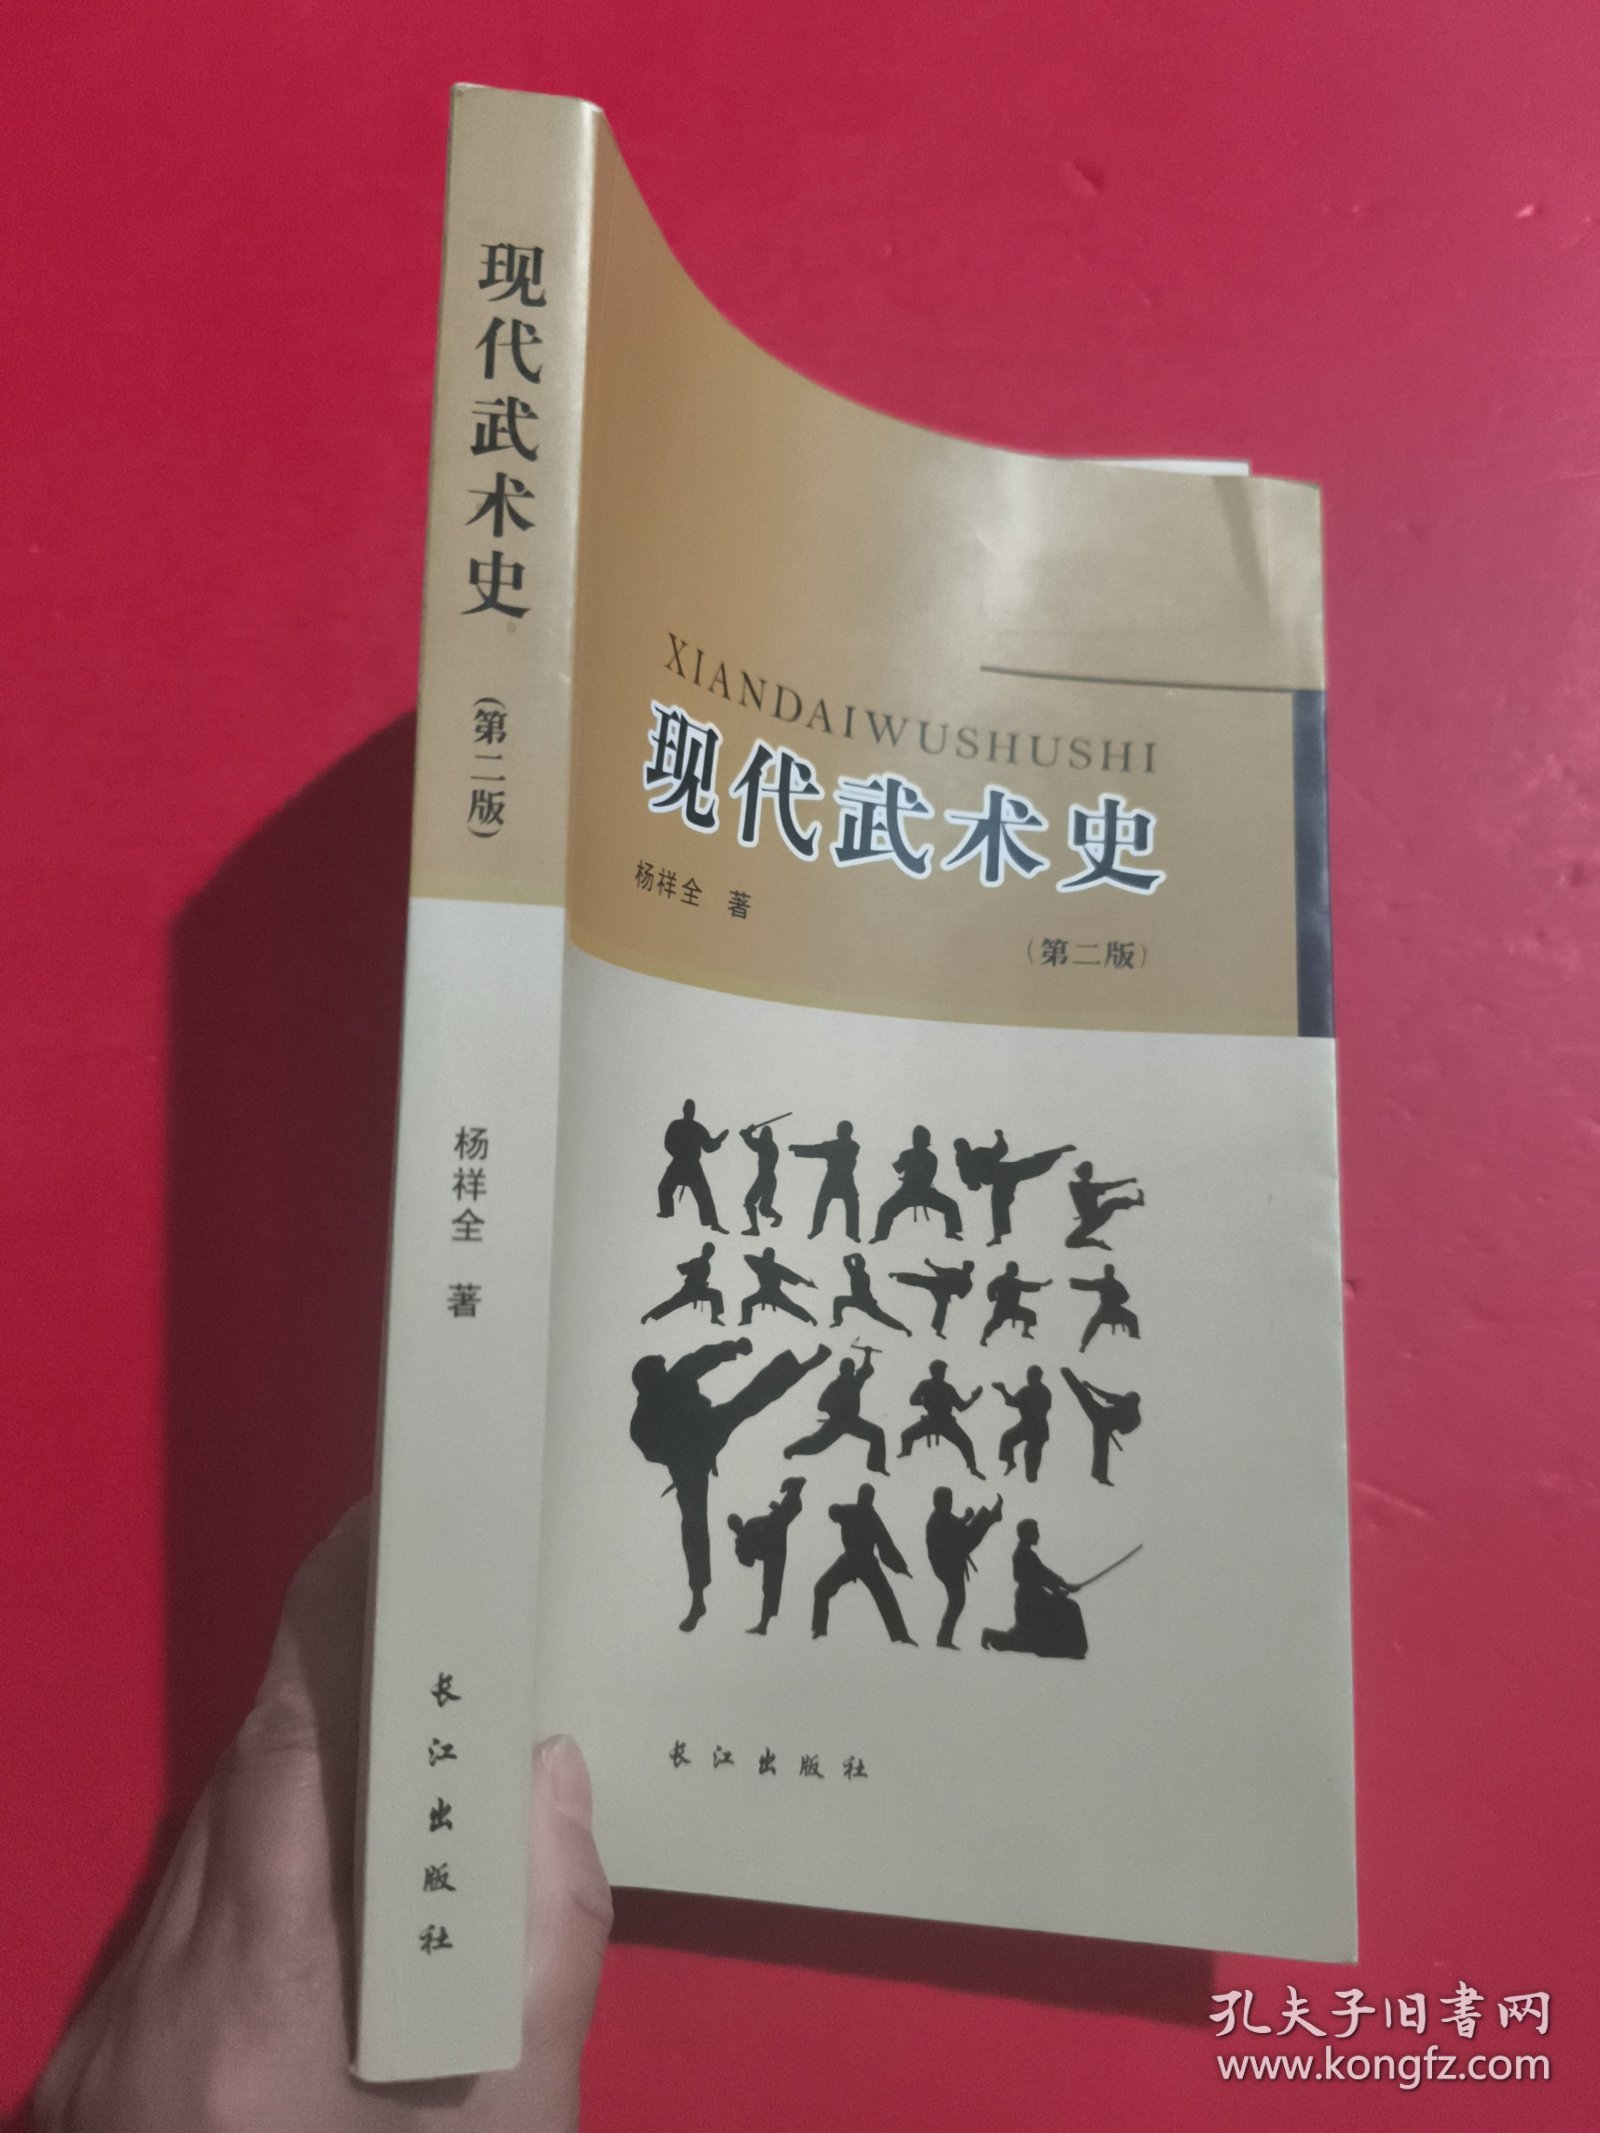 现代武术史
(第二版)
杨祥全 著
长江出版社
XIANDAIWUSHUSHI
现代武术史
杨祥全 著
(第二版)
长江出版社
孔夫子旧書网
www.kongfz.com